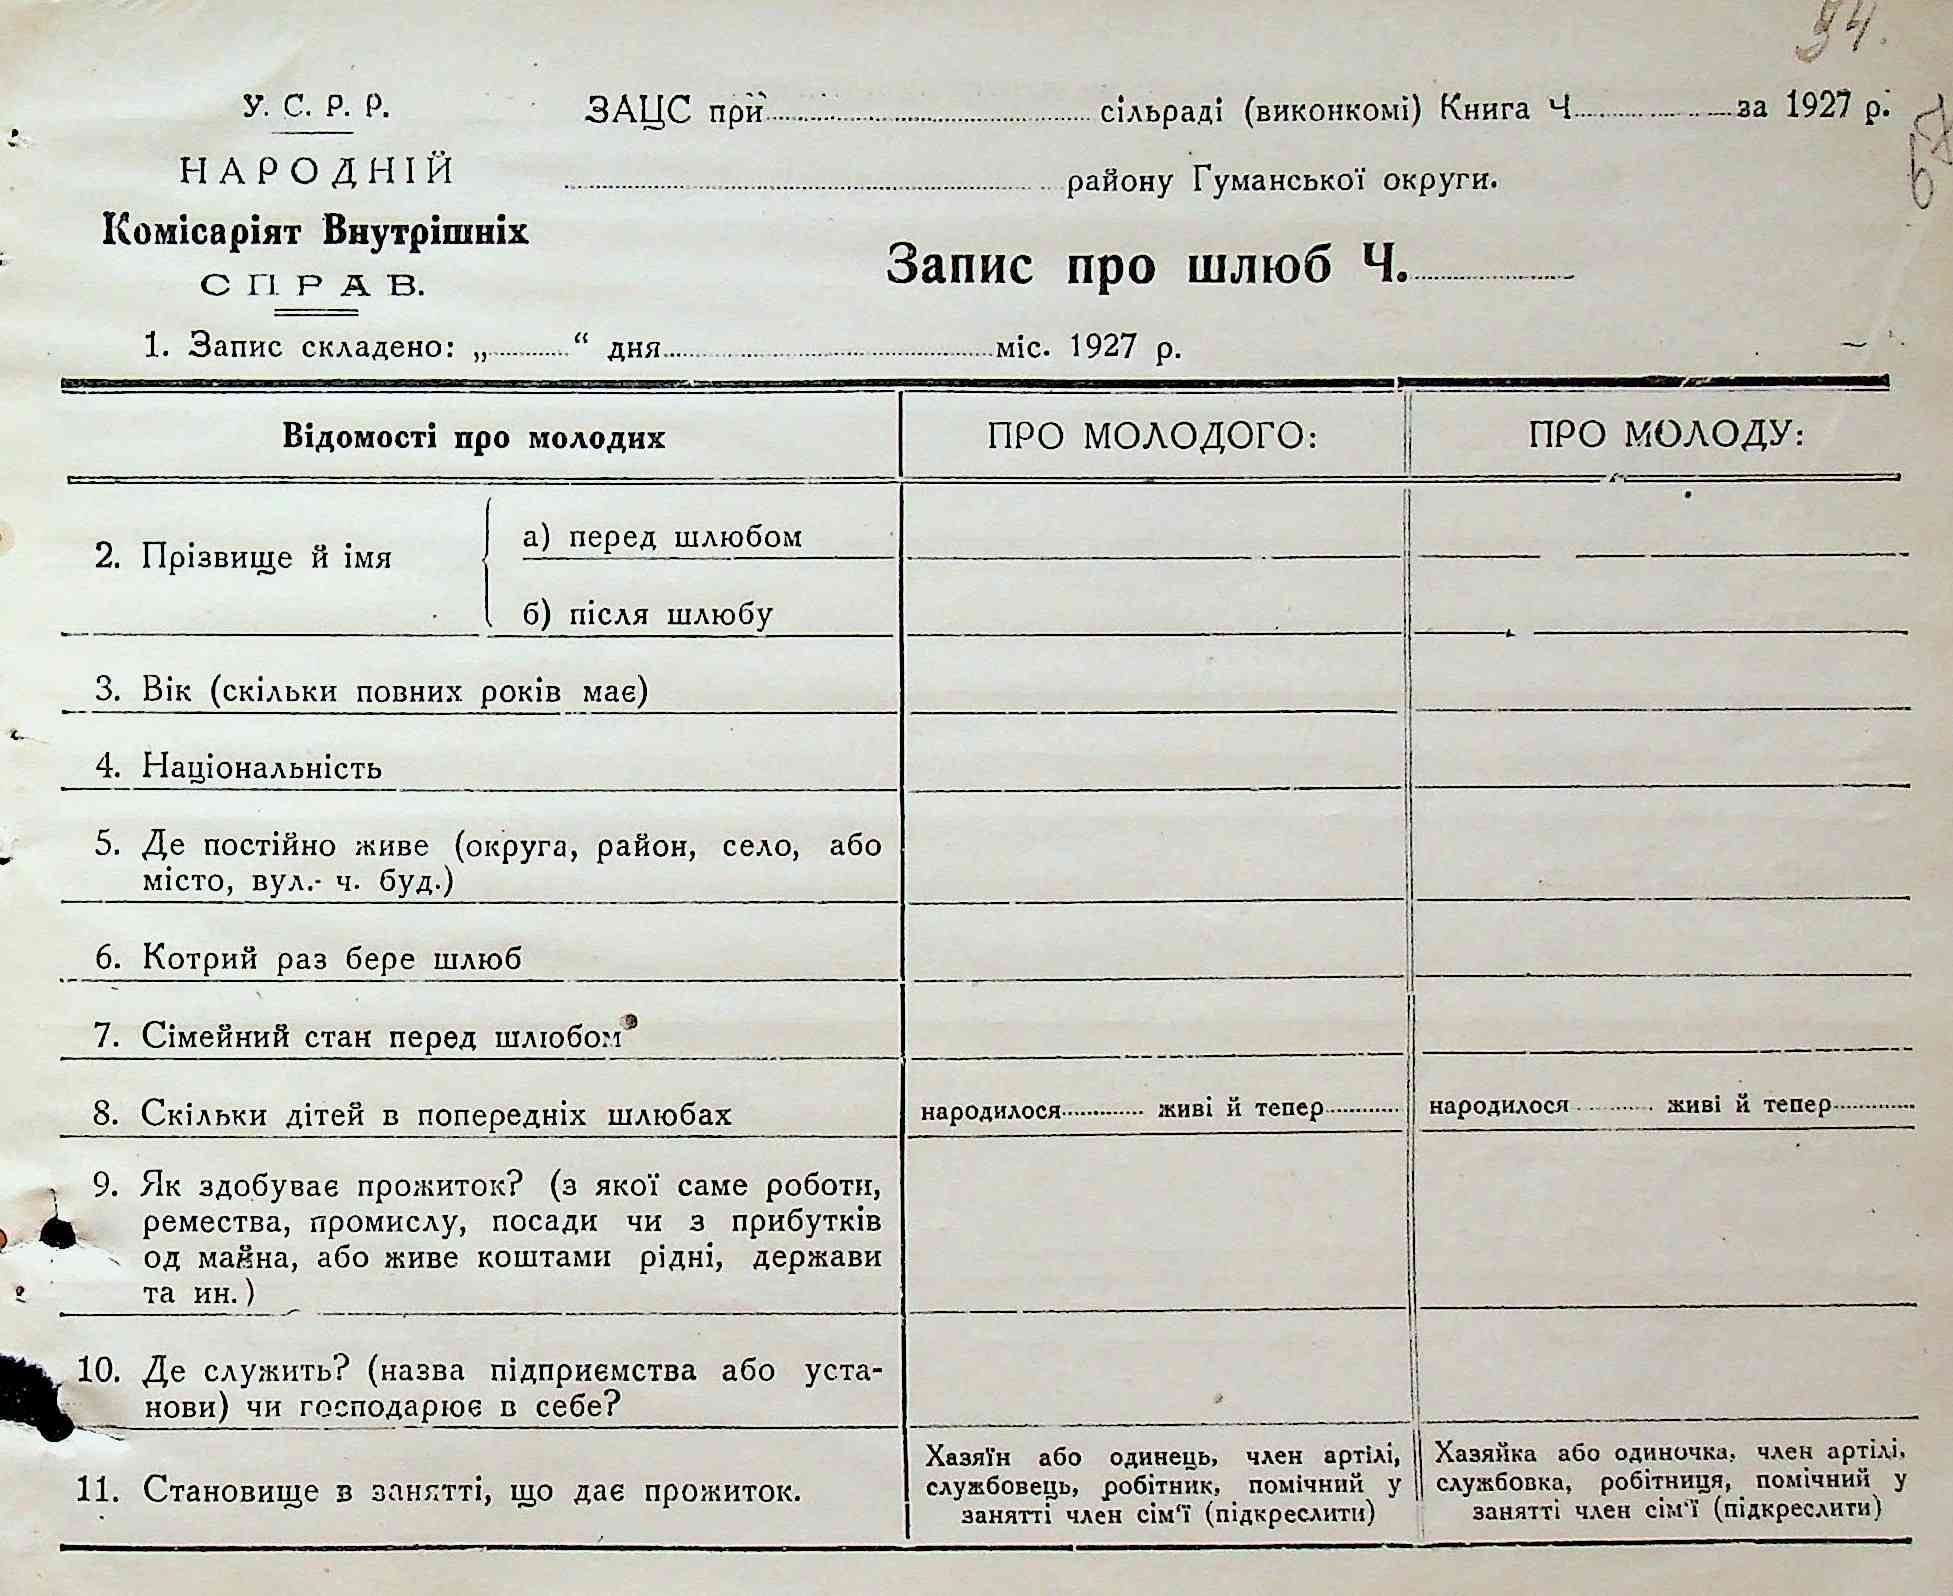 94.
У. С. Р. Р.
НАРОДНІЙ
Комісаріят Внутрішніх
СПРАВ.
ЗАЦС при сільраді (виконкомі) Книга Ч за 1927 р.
району Гуманської округи.
Запис про шлюб Ч.
1. Запис складено: „ “ дня міс. 1927 р.
Відомості про молодих
ПРО МОЛОДОГО:
ПРО МОЛОДУ:
2. Прізвище й імя
а) перед шлюбом
б) після шлюбу
3. Вік (скільки повних років має)
4. Національність
5. Де постійно живе (округа, район, село, або
місто, вул.- ч. буд.)
6. Котрий раз бере шлюб
7. Сімейний стан перед шлюбом
8. Скільки дітей в попередніх шлюбах
народилося живі й тепер
народилося живі й тепер
9. Як здобуває прожиток? (з якої саме роботи,
ремества, промислу, посади чи з прибутків
од майна, або живе коштами рідні, держави
та ин.)
10. Де служить? (назва підприємства або уста-
нови) чи господарює в себе?
11. Становище в занятті, що дає прожиток.
Хазяїн або одинець, член артілі,
службовець, робітник, помічний у
занятті член сім‘ї (підкреслити)
Хазяйка або одиночка, член артілі,
службовка, робітниця, помічний у
занятті член сім‘ї (підкреслити)